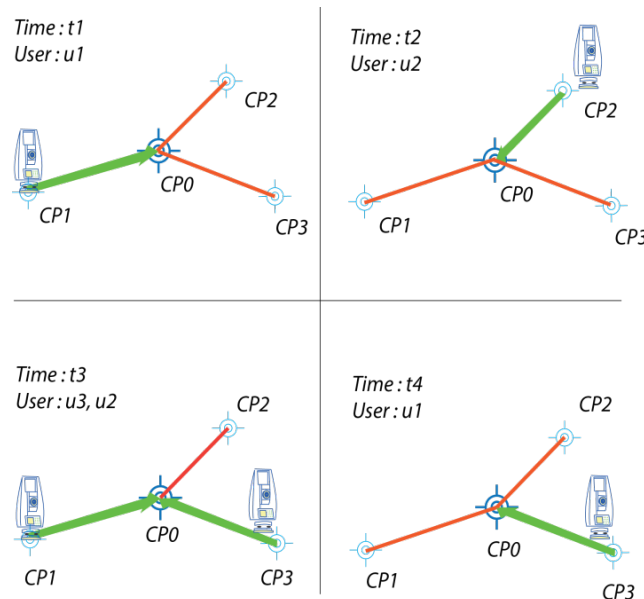 Time : t1
User : u1
CP2
CP0
CP1
CP3
Time : t2
User : u2
CP2
CP0
CP1
CP3
Time : t3
User : u3, u2
CP2
CP0
CP1
CP3
Time : t4
User : u1
CP2
CP0
CP1
CP3